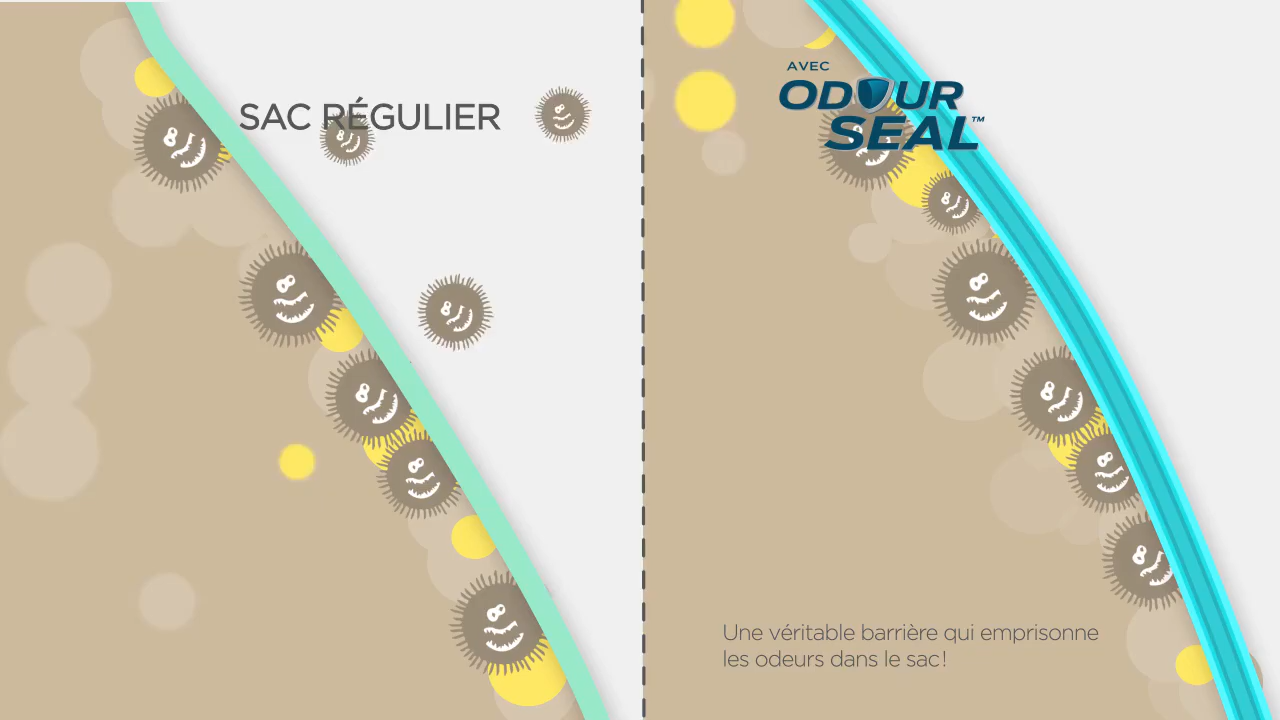 SAC RÉGULIER
AVEC
ODOUR
SEAL™
Une véritable barrière qui emprisonne
les odeurs dans le sac!